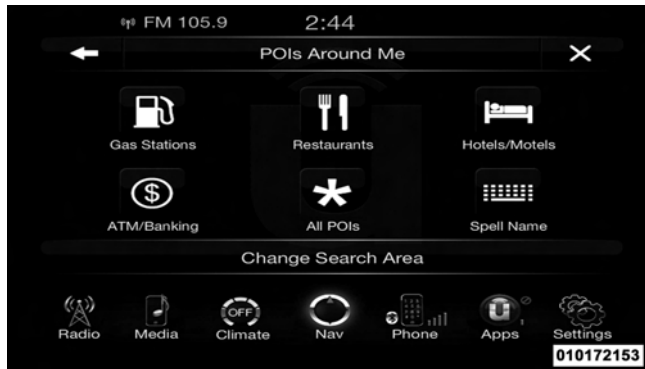 FM 105.9 2:44
POIs Around Me
Gas Stations Restaurants Hotels/Motels
$
ATM/Banking All POIs Spell Name
Change Search Area
OFF
Radio Media Climate Nav Phone Apps Settings
010172153